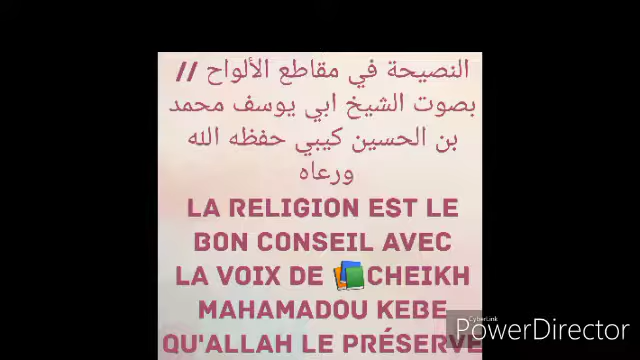 النصيحة في مقاطع الألواح //
بصوت الشيخ ابي يوسف محمد
بن الحسين كيبي حفظه الله
ورعاه
LA RELIGION EST LE
BON CONSEIL AVEC
LA VOIX DE 📚CHEIKH
MAHAMADOU KEBE
QU'ALLAH LE PRÉSERVE
CyberLink
PowerDirector